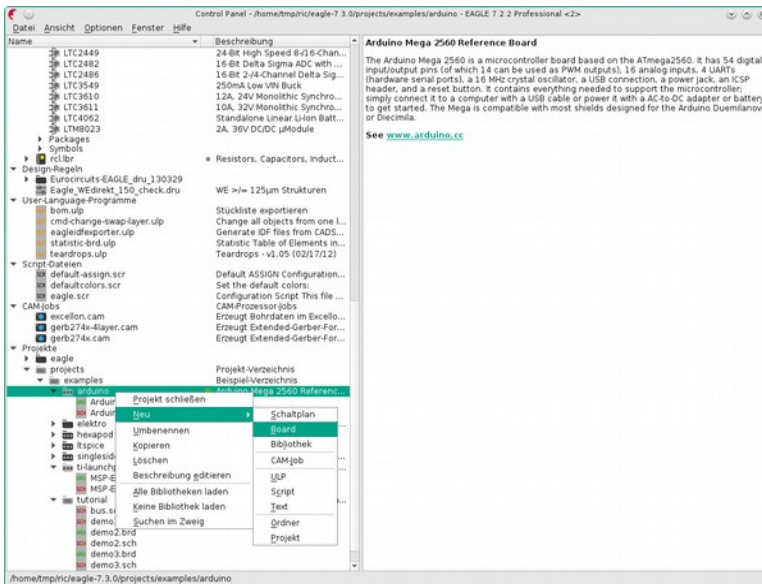 Control Panel - /home/tmp/ric/eagle-7.3.0/projects/examples/arduino - EAGLE 7.2.2 Professional <2>
Datei Ansicht Optionen Fenster Hilfe
Name Beschreibung
LTC2449 24-Bit High Speed 8-/16-Chan...
LTC2482 16-Bit Delta Sigma ADC with ...
LTC2486 16-Bit 2-/4-Channel Delta Sig...
LTC3549 250mA Low VIN Buck
LTC3610 12A, 24V Monolithic Synchro...
LTC3611 10A, 32V Monolithic Synchro...
LTC4062 Standalone Linear Li-Ion Batt...
LTM8023 2A, 36V DC/DC µModule
Packages
Symbols
rcl.lbr Resistors, Capacitors, Induct...
Design-Regeln
Eurocircuits-EAGLE_dru_130329
Eagle_WEdirekt_150_check.dru WE >/= 125µm Strukturen
User-Language-Programme
bom.ulp Stückliste exportieren
cmd-change-swap-layer.ulp Change all objects from one l...
eagleidfexporter.ulp Generate IDF files from CADS...
statistic-brd.ulp Statistic Table of Elements in...
teardrops.ulp Teardrops - v1.05 (02/17/12)
Script-Dateien
default-assign.scr Default ASSIGN Configuration...
defaultcolors.scr Set the default colors:
eagle.scr Configuration Script This file ...
CAM-Jobs CAM-Prozessor-Jobs
excellon.cam Erzeugt Bohrdaten im Excello...
gerb274x-4layer.cam Erzeugt Extended-Gerber-For...
gerb274x.cam Erzeugt Extended-Gerber-For...
Projekte
eagle
projects Projekt-Verzeichnis
examples Beispiel-Verzeichnis
arduino Arduino Mega 2560 Referenc...
Arduin
Arduin
elektro
hexapod
ltspice
singlesid
ti-launchp
MSP-E
MSP-E
tutorial
bus.s
demo
demo2.brd
demo2.sch
demo3.brd
demo3.sch
Projekt schließen
Neu
Umbenennen
Kopieren
Löschen
Beschreibung editieren
Alle Bibliotheken laden
Keine Bibliothek laden
Suchen im Zweig
Schaltplan
Board
Bibliothek
CAM-Job
ULP
Script
Text
Ordner
Projekt
Arduino Mega 2560 Reference Board
The Arduino Mega 2560 is a microcontroller board based on the ATmega2560. It has 54 digital
input/output pins (of which 14 can be used as PWM outputs), 16 analog inputs, 4 UARTs
(hardware serial ports), a 16 MHz crystal oscillator, a USB connection, a power jack, an ICSP
header, and a reset button. It contains everything needed to support the microcontroller;
simply connect it to a computer with a USB cable or power it with a AC-to-DC adapter or battery
to get started. The Mega is compatible with most shields designed for the Arduino Duemilanov
or Diecimila.
See www.arduino.cc
/home/tmp/ric/eagle-7.3.0/projects/examples/arduino